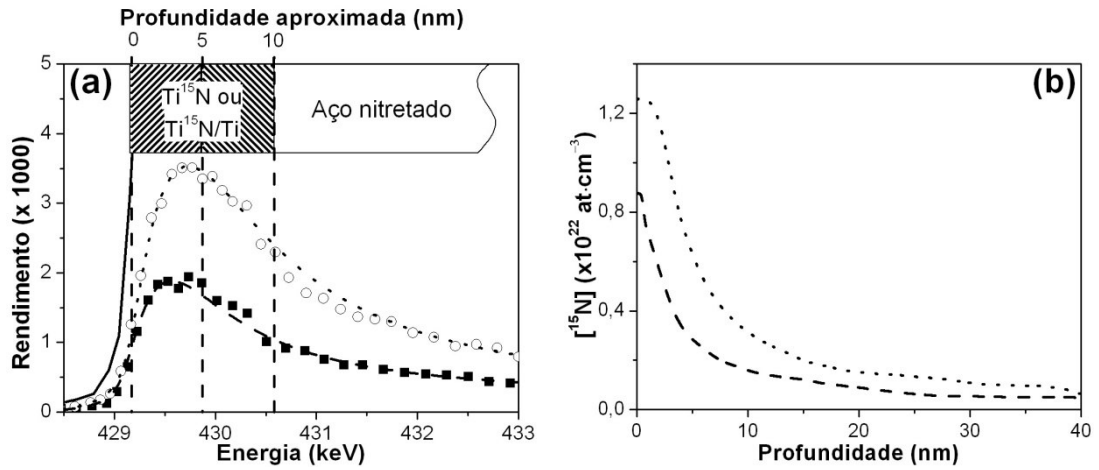 Profundidade aproximada (nm)
0 5 10
(a)
Ti¹⁵N ou
Ti¹⁵N/Ti
Aço nitretado
5
4
3
2
1
0
Rendimento (x 1000)
429 430 431 432 433
Energia (keV)
(b)
1,2
0,8
0,4
0,0
[¹⁵N] (x10²² at·cm⁻³)
0 10 20 30 40
Profundidade (nm)